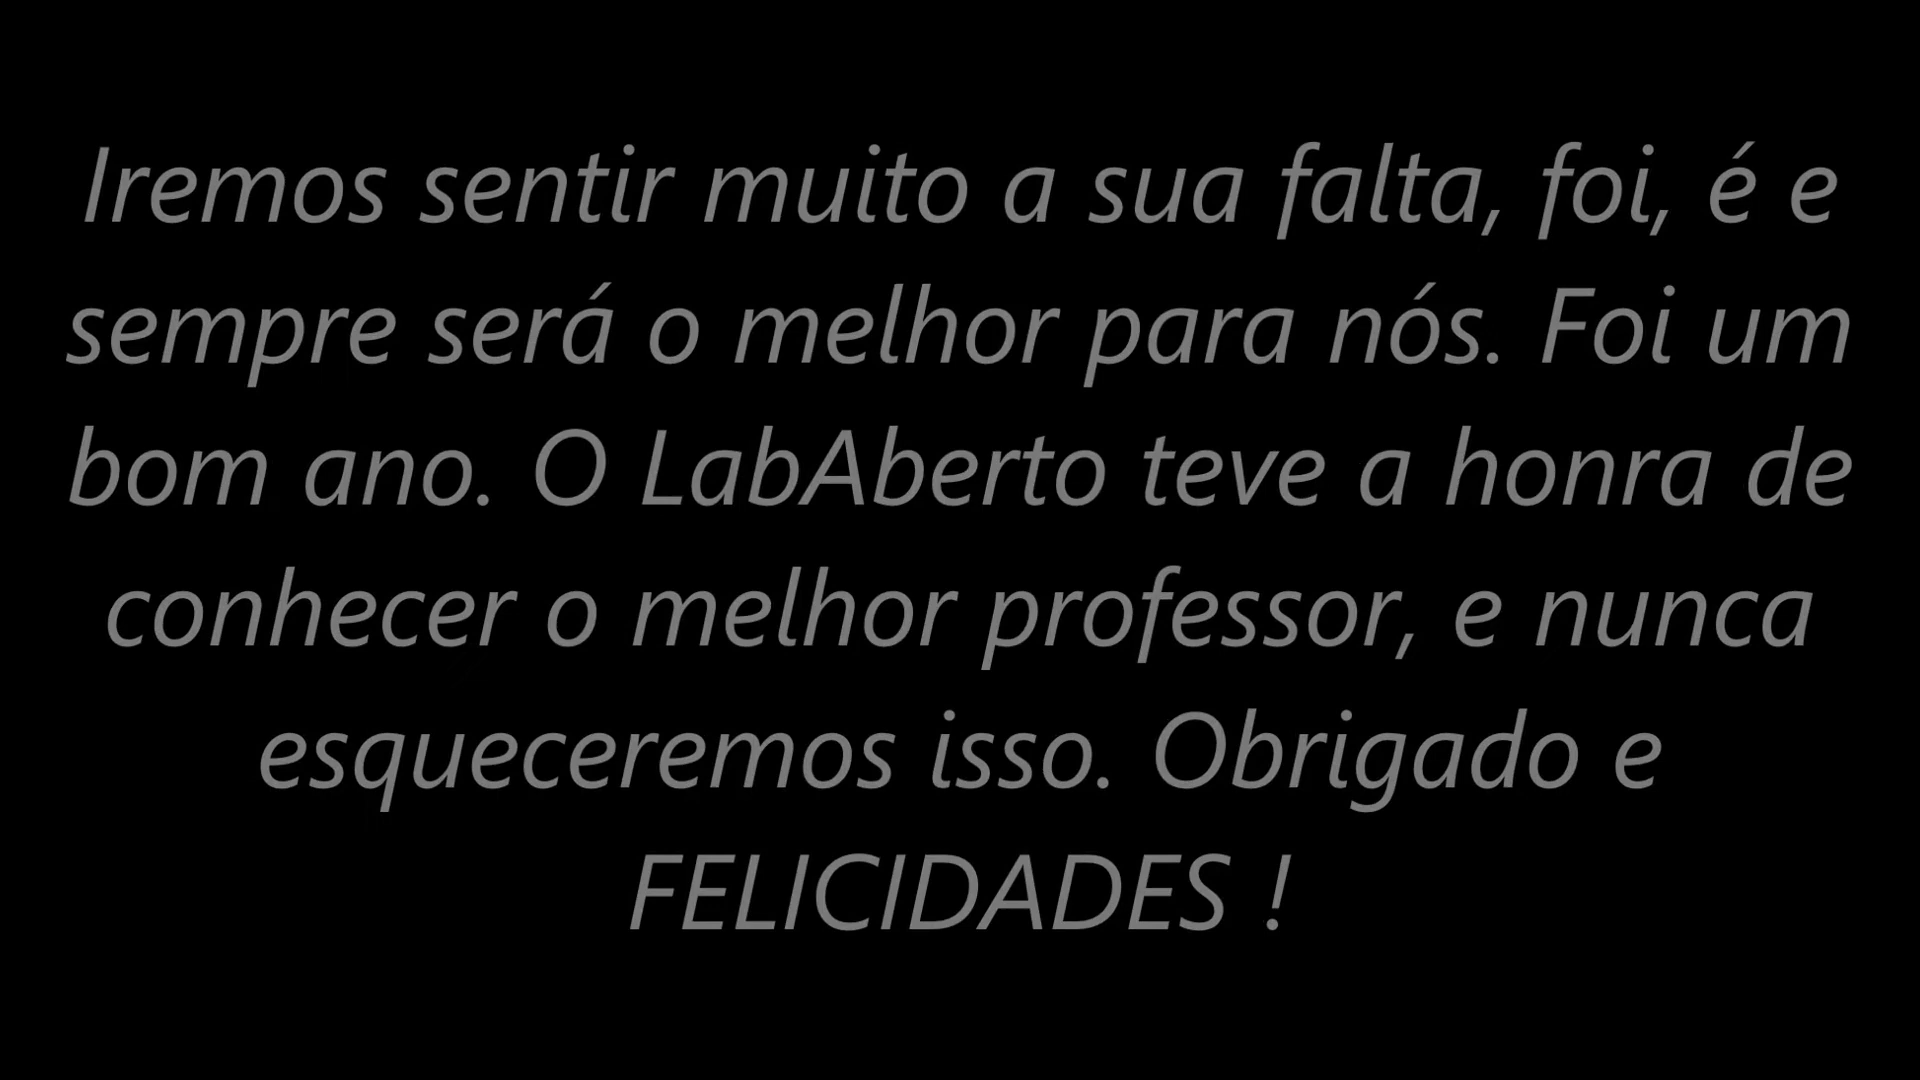 Iremos sentir muito a sua falta, foi, é e
sempre será o melhor para nós. Foi um
bom ano. O LabAberto teve a honra de
conhecer o melhor professor, e nunca
esqueceremos isso. Obrigado e
FELICIDADES !